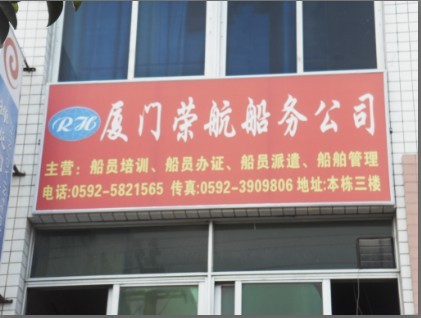 RH 厦门荣航船务公司
主营：船员培训、船员办证、船员派遣、船舶管理
电话:0592-5821565 传真:0592-3909806 地址:本栋三楼